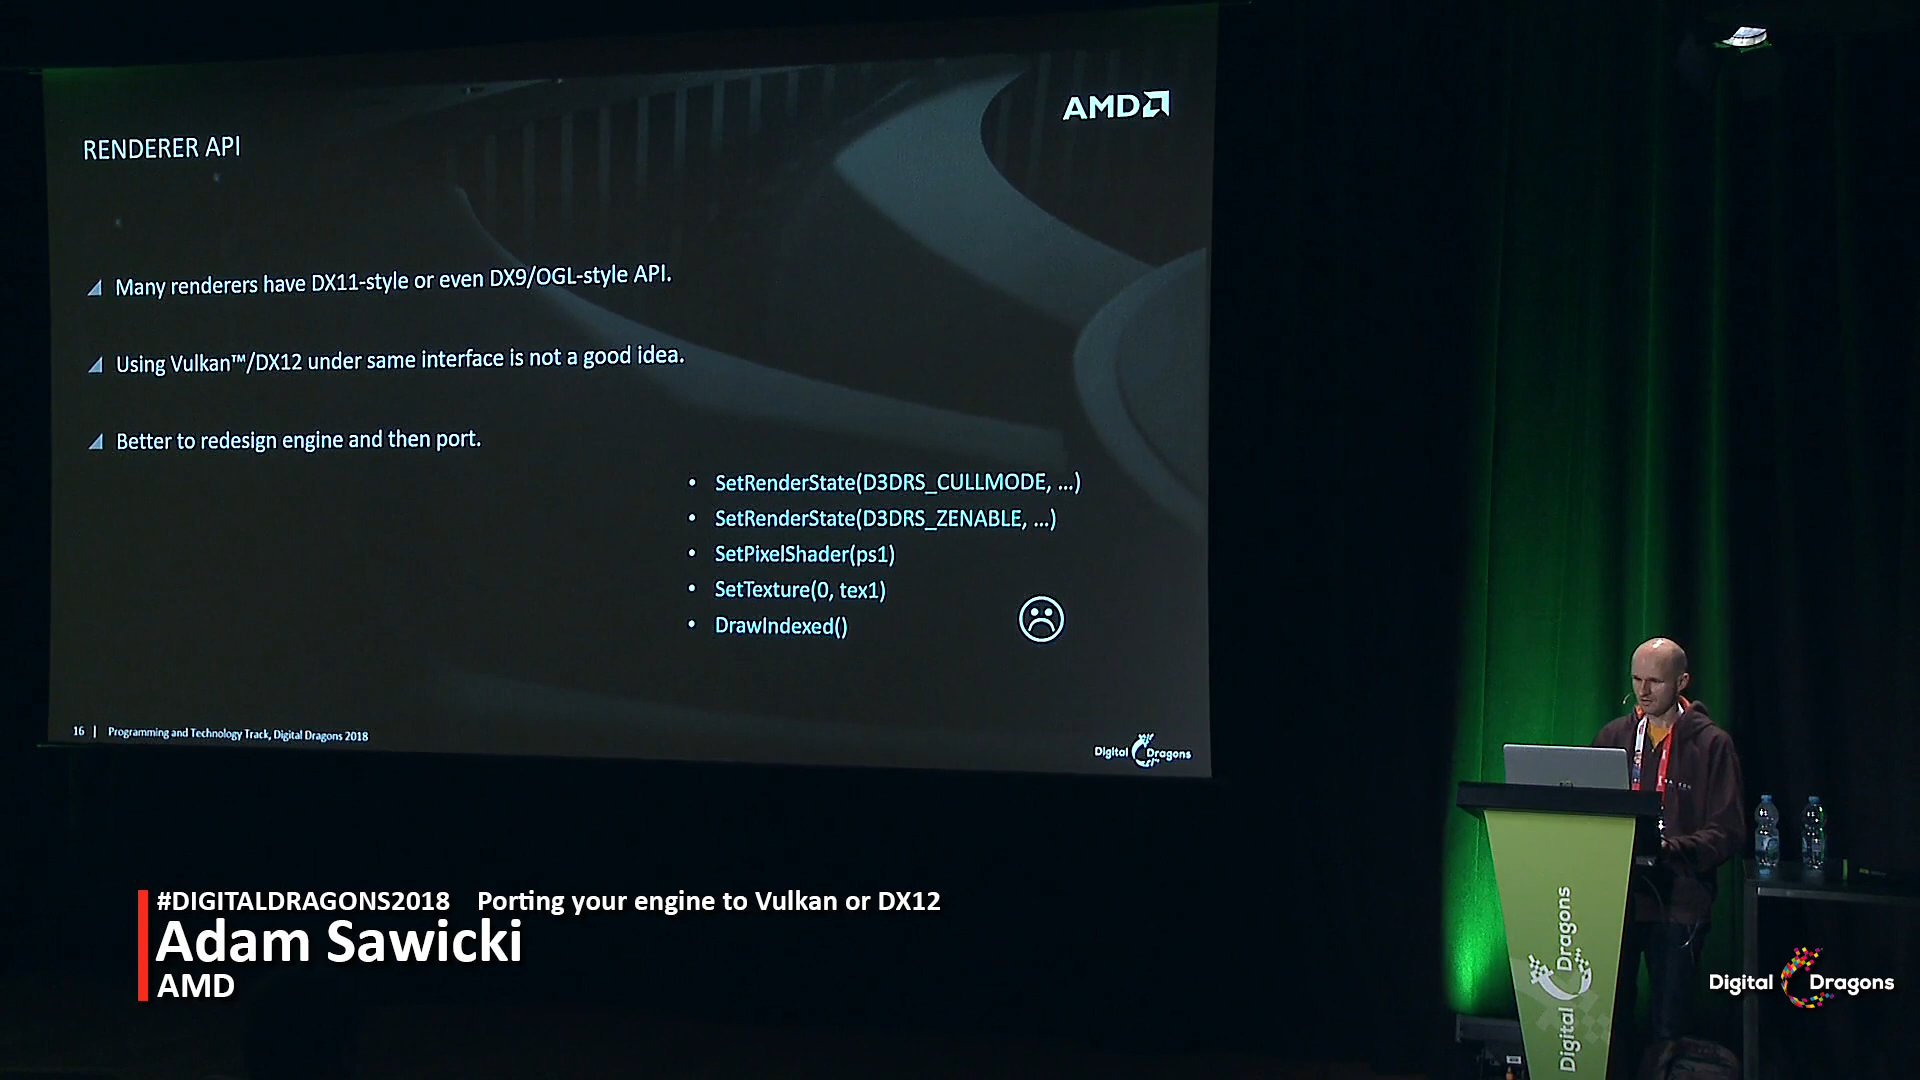 AMD
RENDERER API
Many renderers have DX11-style or even DX9/OGL-style API.
Using Vulkan™/DX12 under same interface is not a good idea.
Better to redesign engine and then port.
• SetRenderState(D3DRS_CULLMODE, ...)
• SetRenderState(D3DRS_ZENABLE, ...)
• SetPixelShader(ps1)
• SetTexture(0, tex1)
• DrawIndexed()
16 | Programming and Technology Track, Digital Dragons 2018
Digital Dragons
#DIGITALDRAGONS2018 Porting your engine to Vulkan or DX12
Adam Sawicki
AMD
Digital Dragons
Digital Dragons